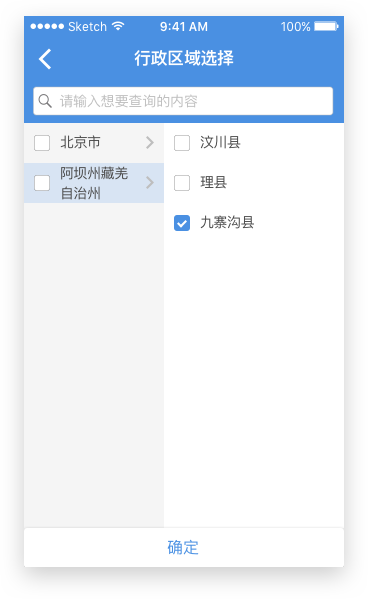 Sketch 9:41 AM 100%
行政区域选择
请输入想要查询的内容
北京市
阿坝州藏羌
自治州
汶川县
理县
九寨沟县
确定